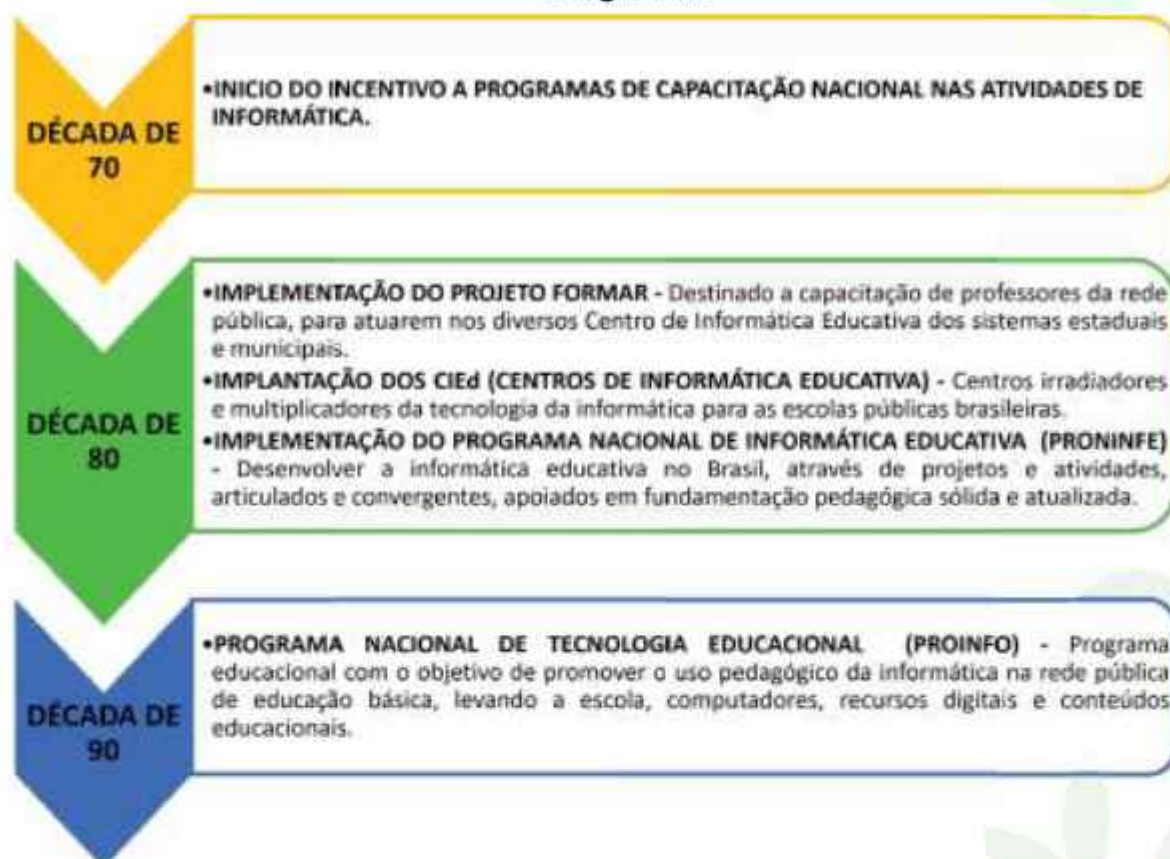 •INICIO DO INCENTIVO A PROGRAMAS DE CAPACITAÇÃO NACIONAL NAS ATIVIDADES DE
INFORMÁTICA.
DÉCADA DE
70
•IMPLEMENTAÇÃO DO PROJETO FORMAR - Destinado a capacitação de professores da rede
pública, para atuarem nos diversos Centro de Informática Educativa dos sistemas estaduais
e municipais.
•IMPLANTAÇÃO DOS CIEd (CENTROS DE INFORMÁTICA EDUCATIVA) - Centros irradiadores
e multiplicadores da tecnologia da informática para as escolas públicas brasileiras.
•IMPLEMENTAÇÃO DO PROGRAMA NACIONAL DE INFORMÁTICA EDUCATIVA (PRONINFE)
- Desenvolver a informática educativa no Brasil, através de projetos e atividades,
articulados e convergentes, apoiados em fundamentação pedagógica sólida e atualizada.
DÉCADA DE
80
•PROGRAMA NACIONAL DE TECNOLOGIA EDUCACIONAL (PROINFO) - Programa
educacional com o objetivo de promover o uso pedagógico da informática na rede pública
de educação básica, levando a escola, computadores, recursos digitais e conteúdos
educacionais.
DÉCADA DE
90